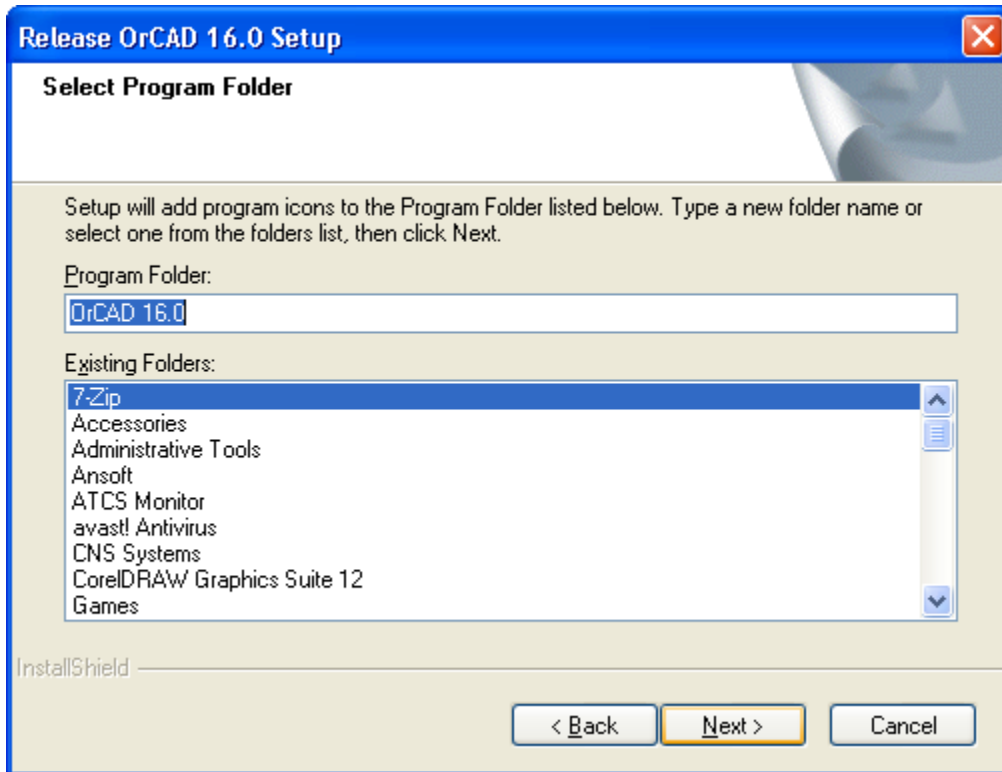 Release OrCAD 16.0 Setup
Select Program Folder
Setup will add program icons to the Program Folder listed below. Type a new folder name or
select one from the folders list, then click Next.
Program Folder:
OrCAD 16.0
Existing Folders:
7-Zip
Accessories
Administrative Tools
Ansoft
ATCS Monitor
avast! Antivirus
CNS Systems
CorelDRAW Graphics Suite 12
Games
InstallShield
< Back Next > Cancel